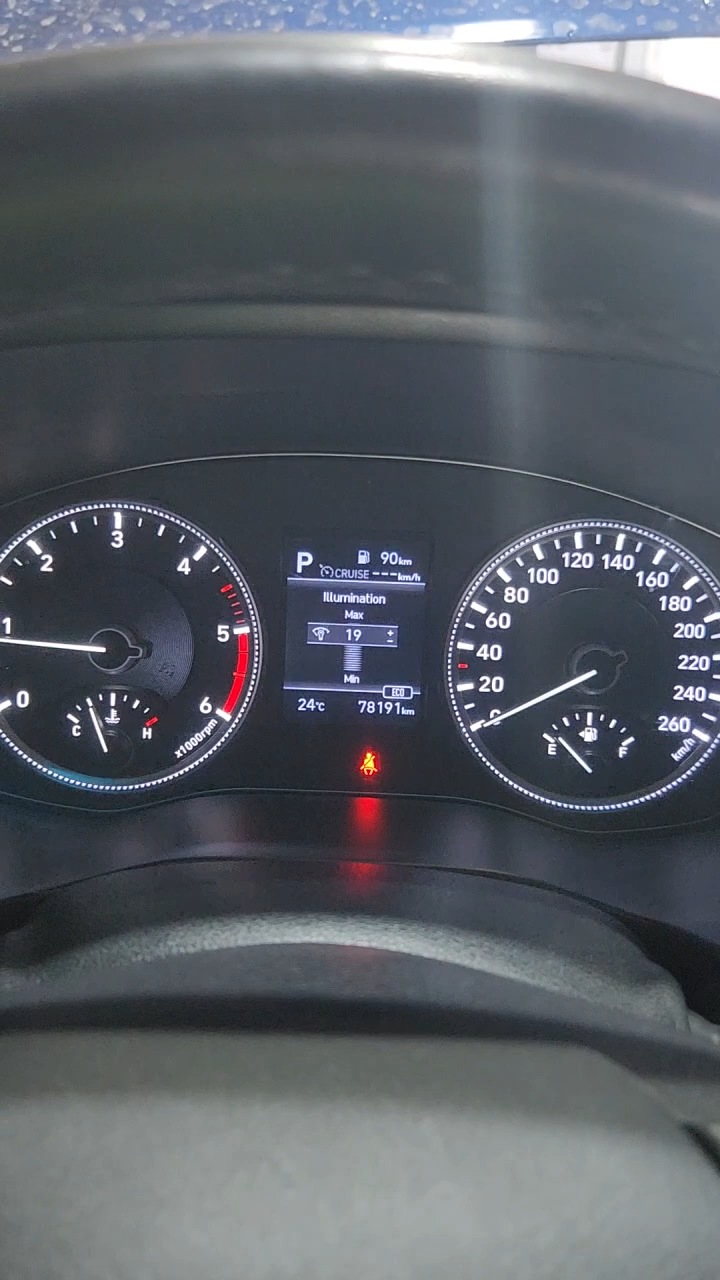 0
1
2
3
4
5
6
x1000rpm
C
H
P
90km
CRUISE ---km/h
Illumination
Max
19 + -
Min
ECO
24°C
78191km
0
20
40
60
80
100
120
140
160
180
200
220
240
260
km/h
E
F